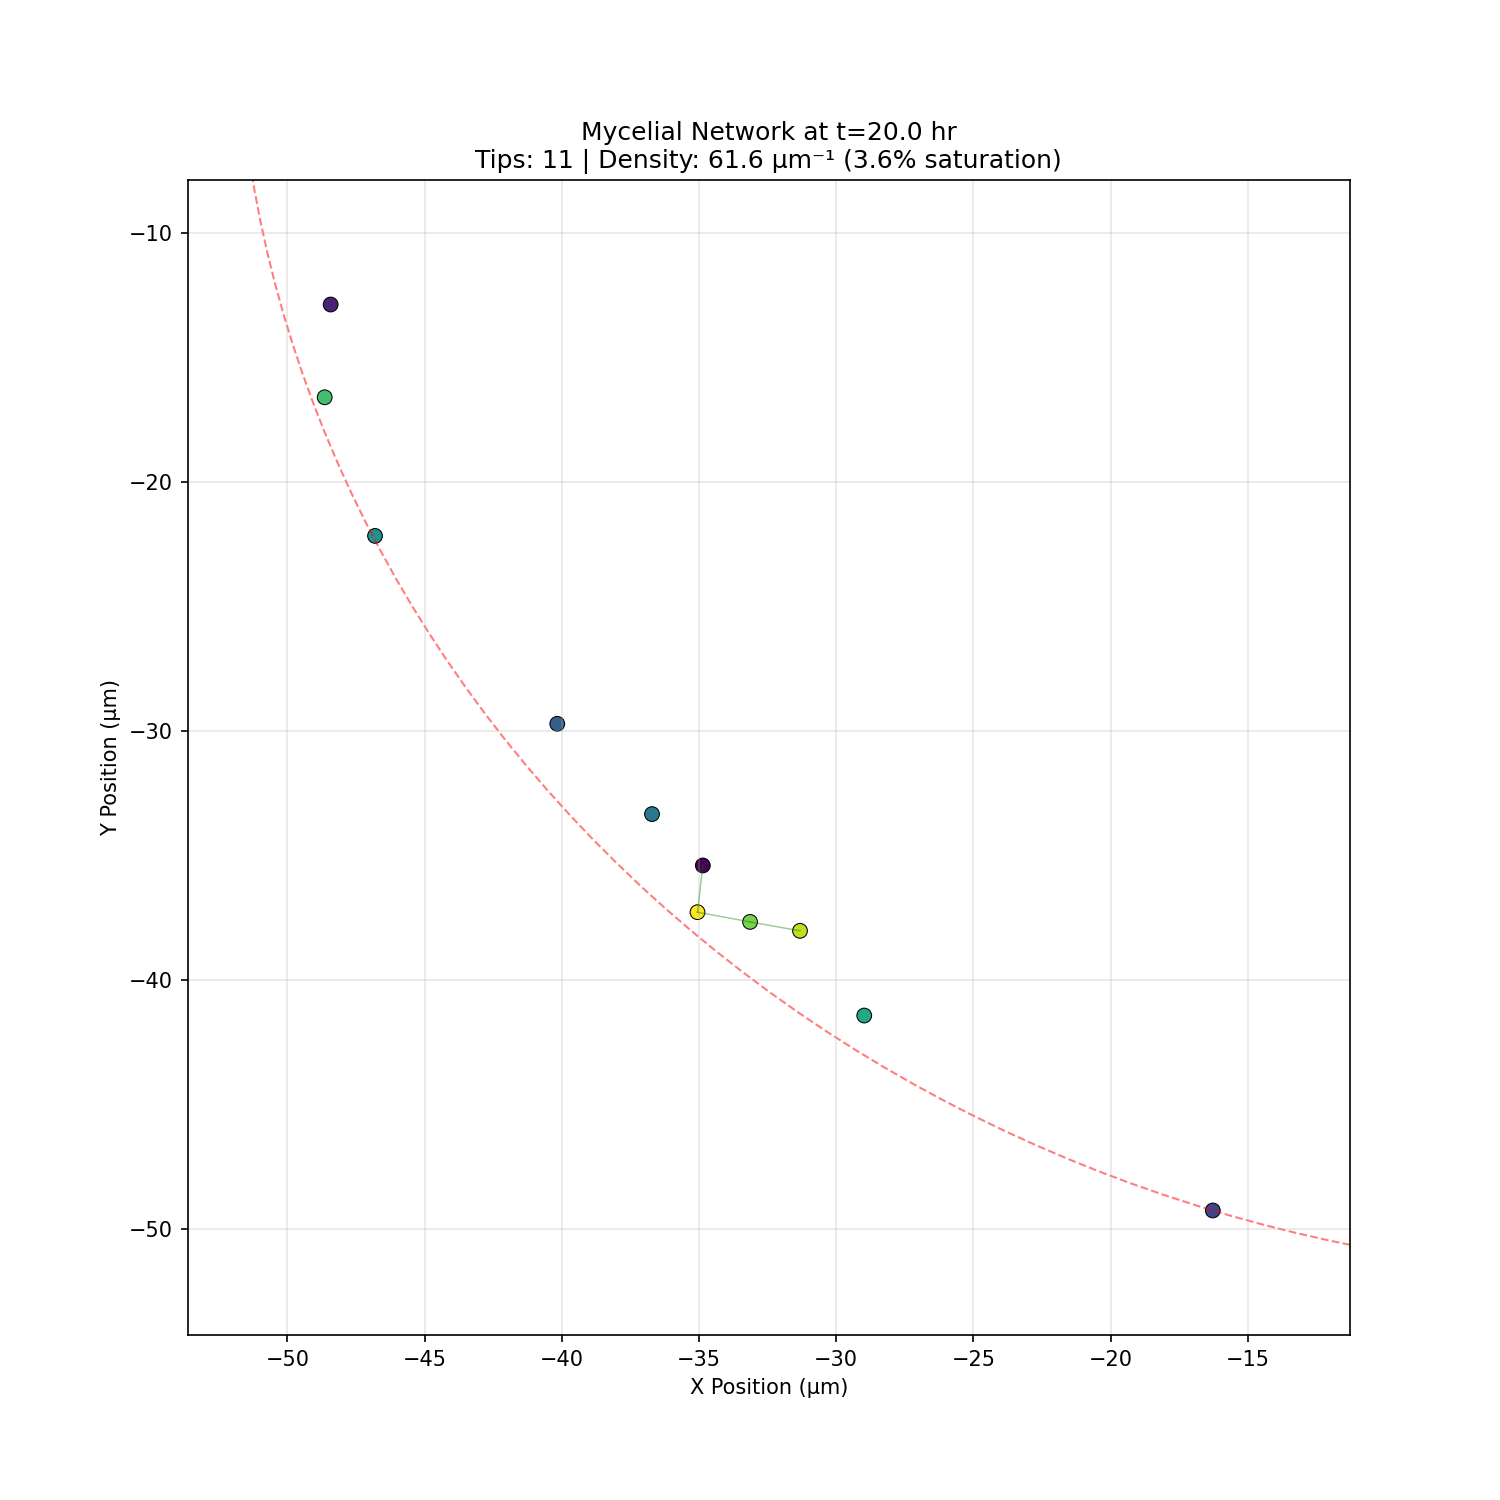 Mycelial Network at t=20.0 hr
Tips: 11 | Density: 61.6 µm⁻¹ (3.6% saturation)
Y Position (µm)
−10
−20
−30
−40
−50
−50 −45 −40 −35 −30 −25 −20 −15
X Position (µm)